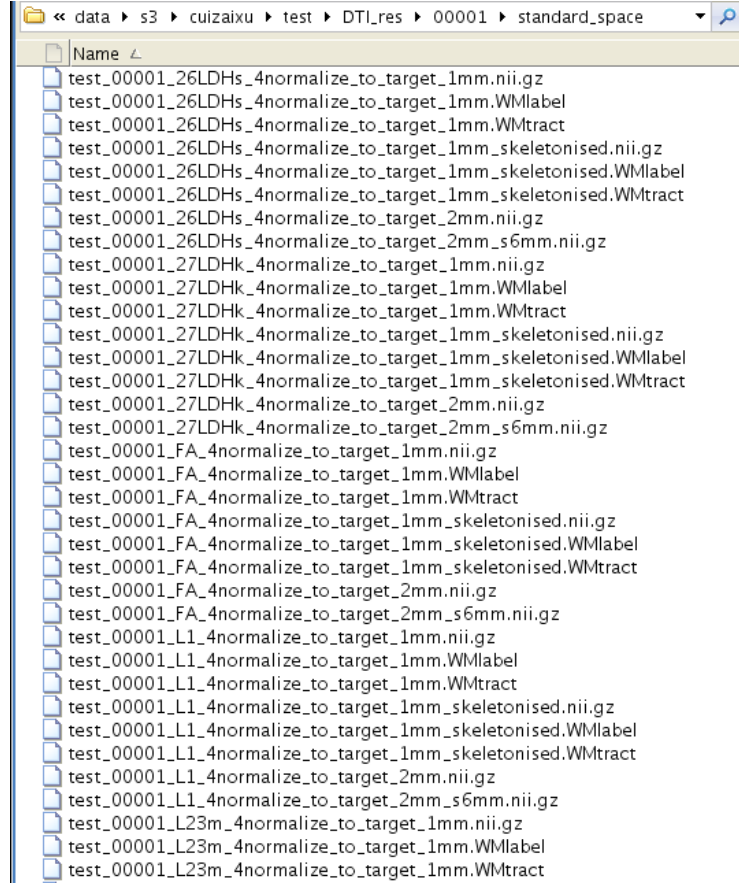 « data ▸ s3 ▸ cuizaixu ▸ test ▸ DTI_res ▸ 00001 ▸ standard_space
Name
test_00001_26LDHs_4normalize_to_target_1mm.nii.gz
test_00001_26LDHs_4normalize_to_target_1mm.WMlabel
test_00001_26LDHs_4normalize_to_target_1mm.WMtract
test_00001_26LDHs_4normalize_to_target_1mm_skeletonised.nii.gz
test_00001_26LDHs_4normalize_to_target_1mm_skeletonised.WMlabel
test_00001_26LDHs_4normalize_to_target_1mm_skeletonised.WMtract
test_00001_26LDHs_4normalize_to_target_2mm.nii.gz
test_00001_26LDHs_4normalize_to_target_2mm_s6mm.nii.gz
test_00001_27LDHk_4normalize_to_target_1mm.nii.gz
test_00001_27LDHk_4normalize_to_target_1mm.WMlabel
test_00001_27LDHk_4normalize_to_target_1mm.WMtract
test_00001_27LDHk_4normalize_to_target_1mm_skeletonised.nii.gz
test_00001_27LDHk_4normalize_to_target_1mm_skeletonised.WMlabel
test_00001_27LDHk_4normalize_to_target_1mm_skeletonised.WMtract
test_00001_27LDHk_4normalize_to_target_2mm.nii.gz
test_00001_27LDHk_4normalize_to_target_2mm_s6mm.nii.gz
test_00001_FA_4normalize_to_target_1mm.nii.gz
test_00001_FA_4normalize_to_target_1mm.WMlabel
test_00001_FA_4normalize_to_target_1mm.WMtract
test_00001_FA_4normalize_to_target_1mm_skeletonised.nii.gz
test_00001_FA_4normalize_to_target_1mm_skeletonised.WMlabel
test_00001_FA_4normalize_to_target_1mm_skeletonised.WMtract
test_00001_FA_4normalize_to_target_2mm.nii.gz
test_00001_FA_4normalize_to_target_2mm_s6mm.nii.gz
test_00001_L1_4normalize_to_target_1mm.nii.gz
test_00001_L1_4normalize_to_target_1mm.WMlabel
test_00001_L1_4normalize_to_target_1mm.WMtract
test_00001_L1_4normalize_to_target_1mm_skeletonised.nii.gz
test_00001_L1_4normalize_to_target_1mm_skeletonised.WMlabel
test_00001_L1_4normalize_to_target_1mm_skeletonised.WMtract
test_00001_L1_4normalize_to_target_2mm.nii.gz
test_00001_L1_4normalize_to_target_2mm_s6mm.nii.gz
test_00001_L23m_4normalize_to_target_1mm.nii.gz
test_00001_L23m_4normalize_to_target_1mm.WMlabel
test_00001_L23m_4normalize_to_target_1mm.WMtract